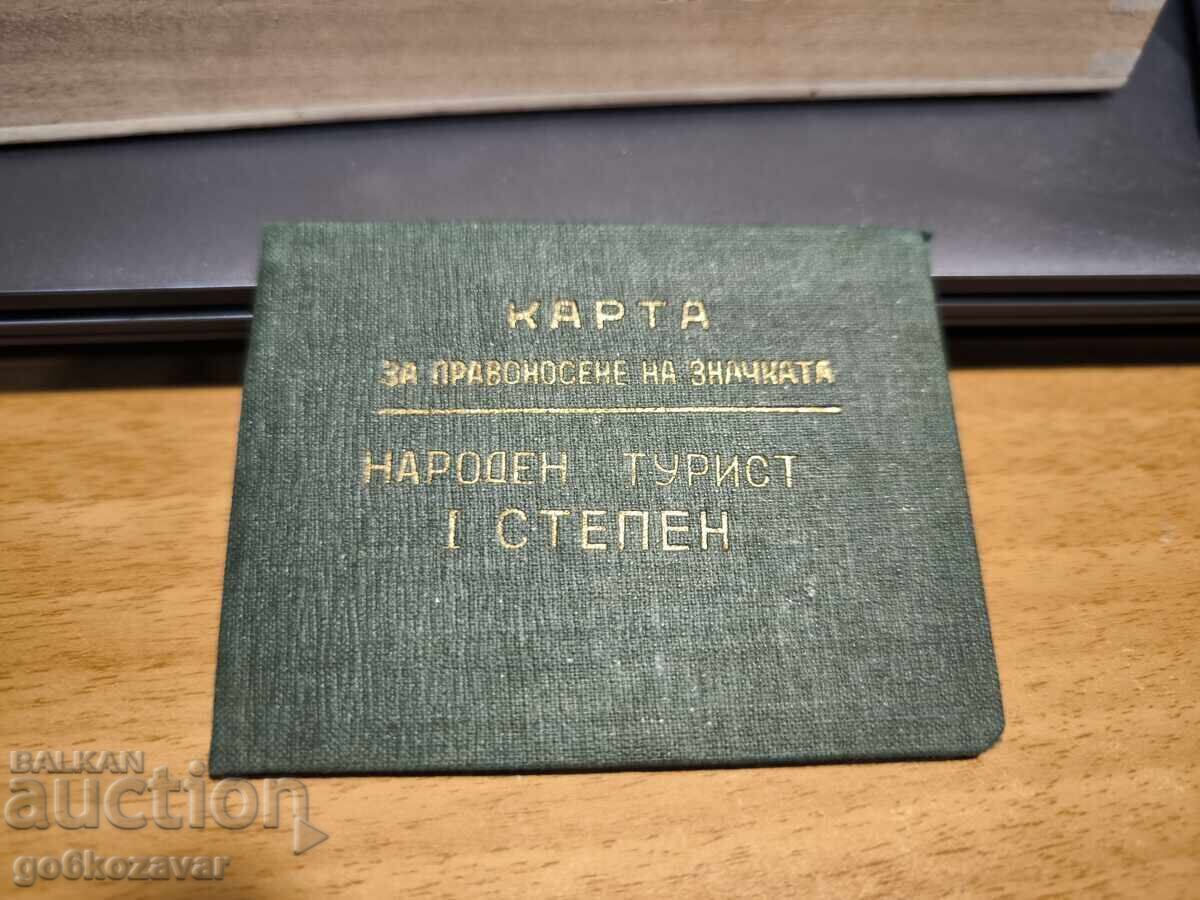 КАРТА
ЗА ПРАВОНОСЕНЕ НА ЗНАЧКАТА
НАРОДЕН ТУРИСТ
I СТЕПЕН
BALKAN
auction
go6kozavar